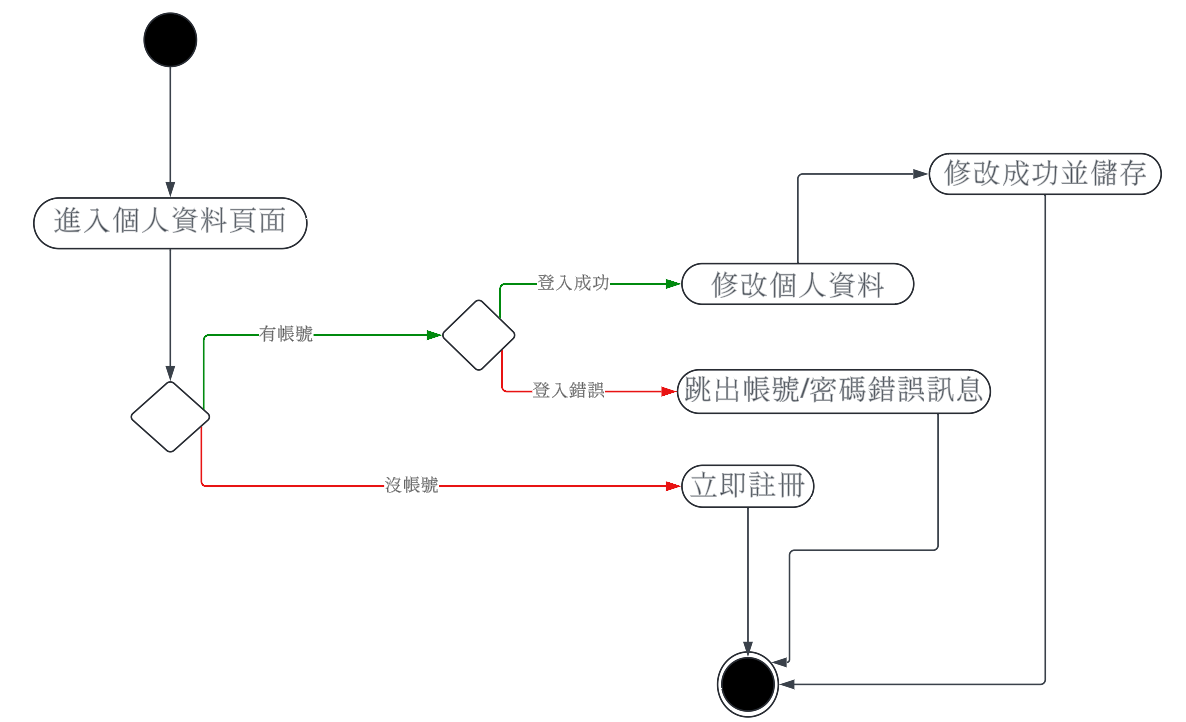 修改成功並儲存
進入個人資料頁面
登入成功
修改個人資料
有帳號
登入錯誤
跳出帳號/密碼錯誤訊息
沒帳號
立即註冊